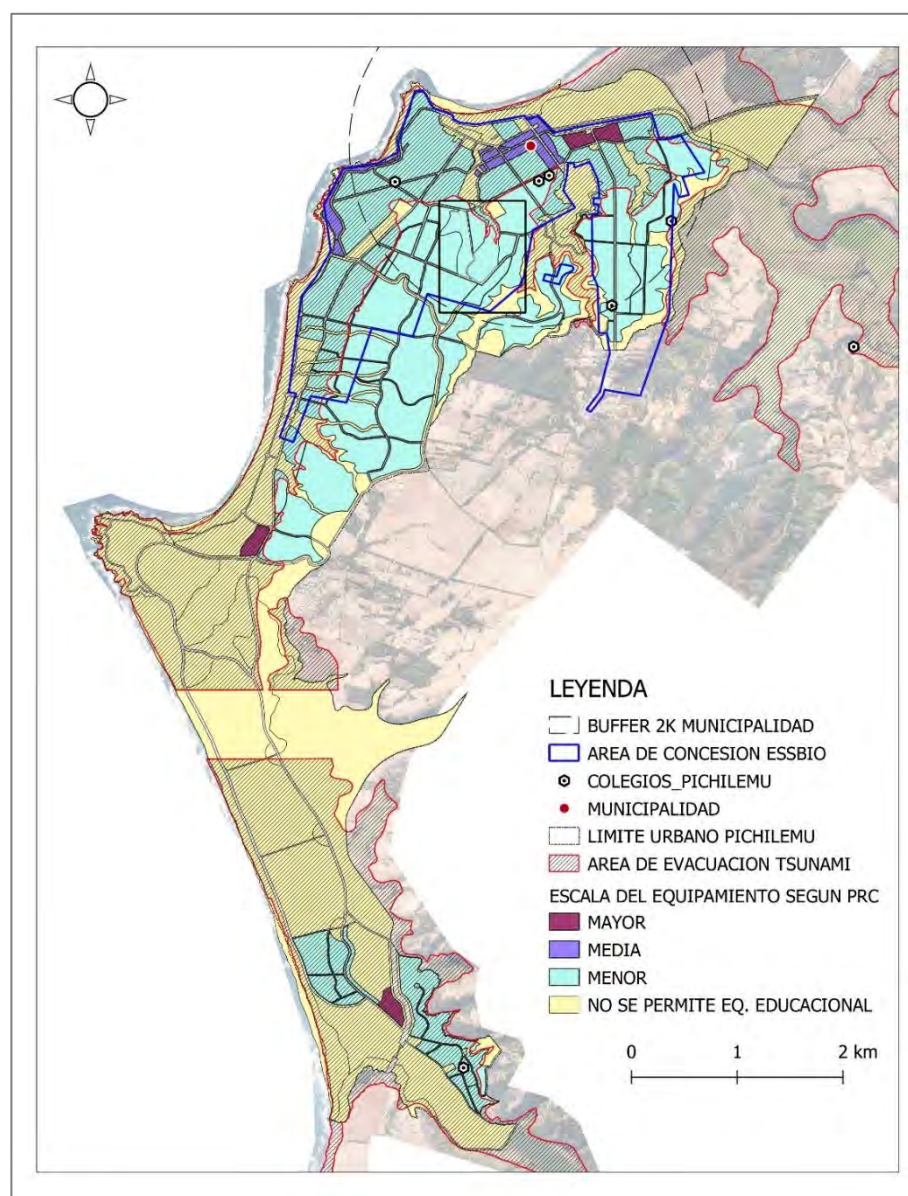 LEYENDA
BUFFER 2K MUNICIPALIDAD
AREA DE CONCESION ESSBIO
COLEGIOS_PICHILEMU
MUNICIPALIDAD
LIMITE URBANO PICHILEMU
AREA DE EVACUACION TSUNAMI
ESCALA DEL EQUIPAMIENTO SEGUN PRC
MAYOR
MEDIA
MENOR
NO SE PERMITE EQ. EDUCACIONAL
0 1 2 km